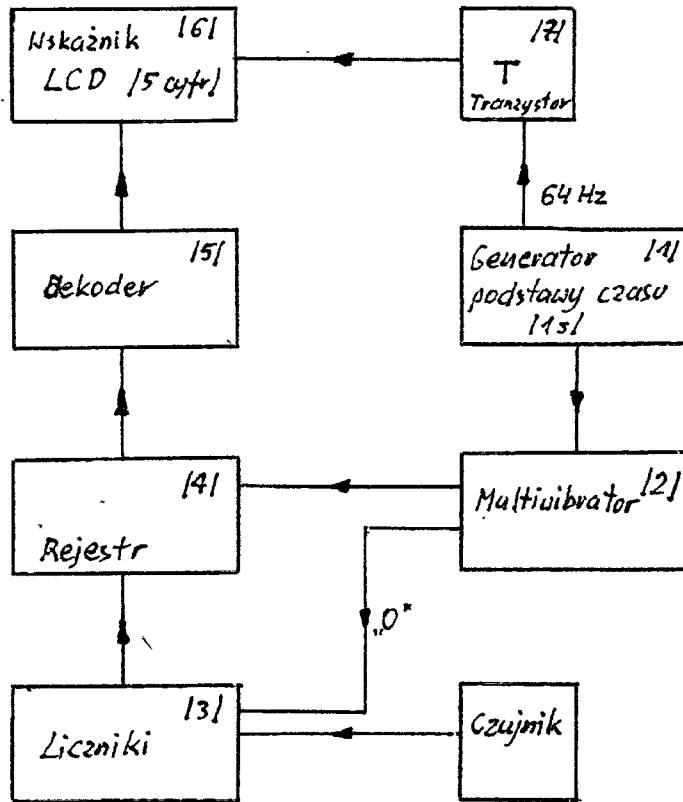 Wskaźnik /6/
LCD /5 cyfr/
/7/
T
Tranzystor
64 Hz
/5/
Dekoder
Generator /1/
podstawy czasu
/1s/
/4/
Rejestr
Multiwibrator /2/
„0"
/3/
Liczniki
Czujnik